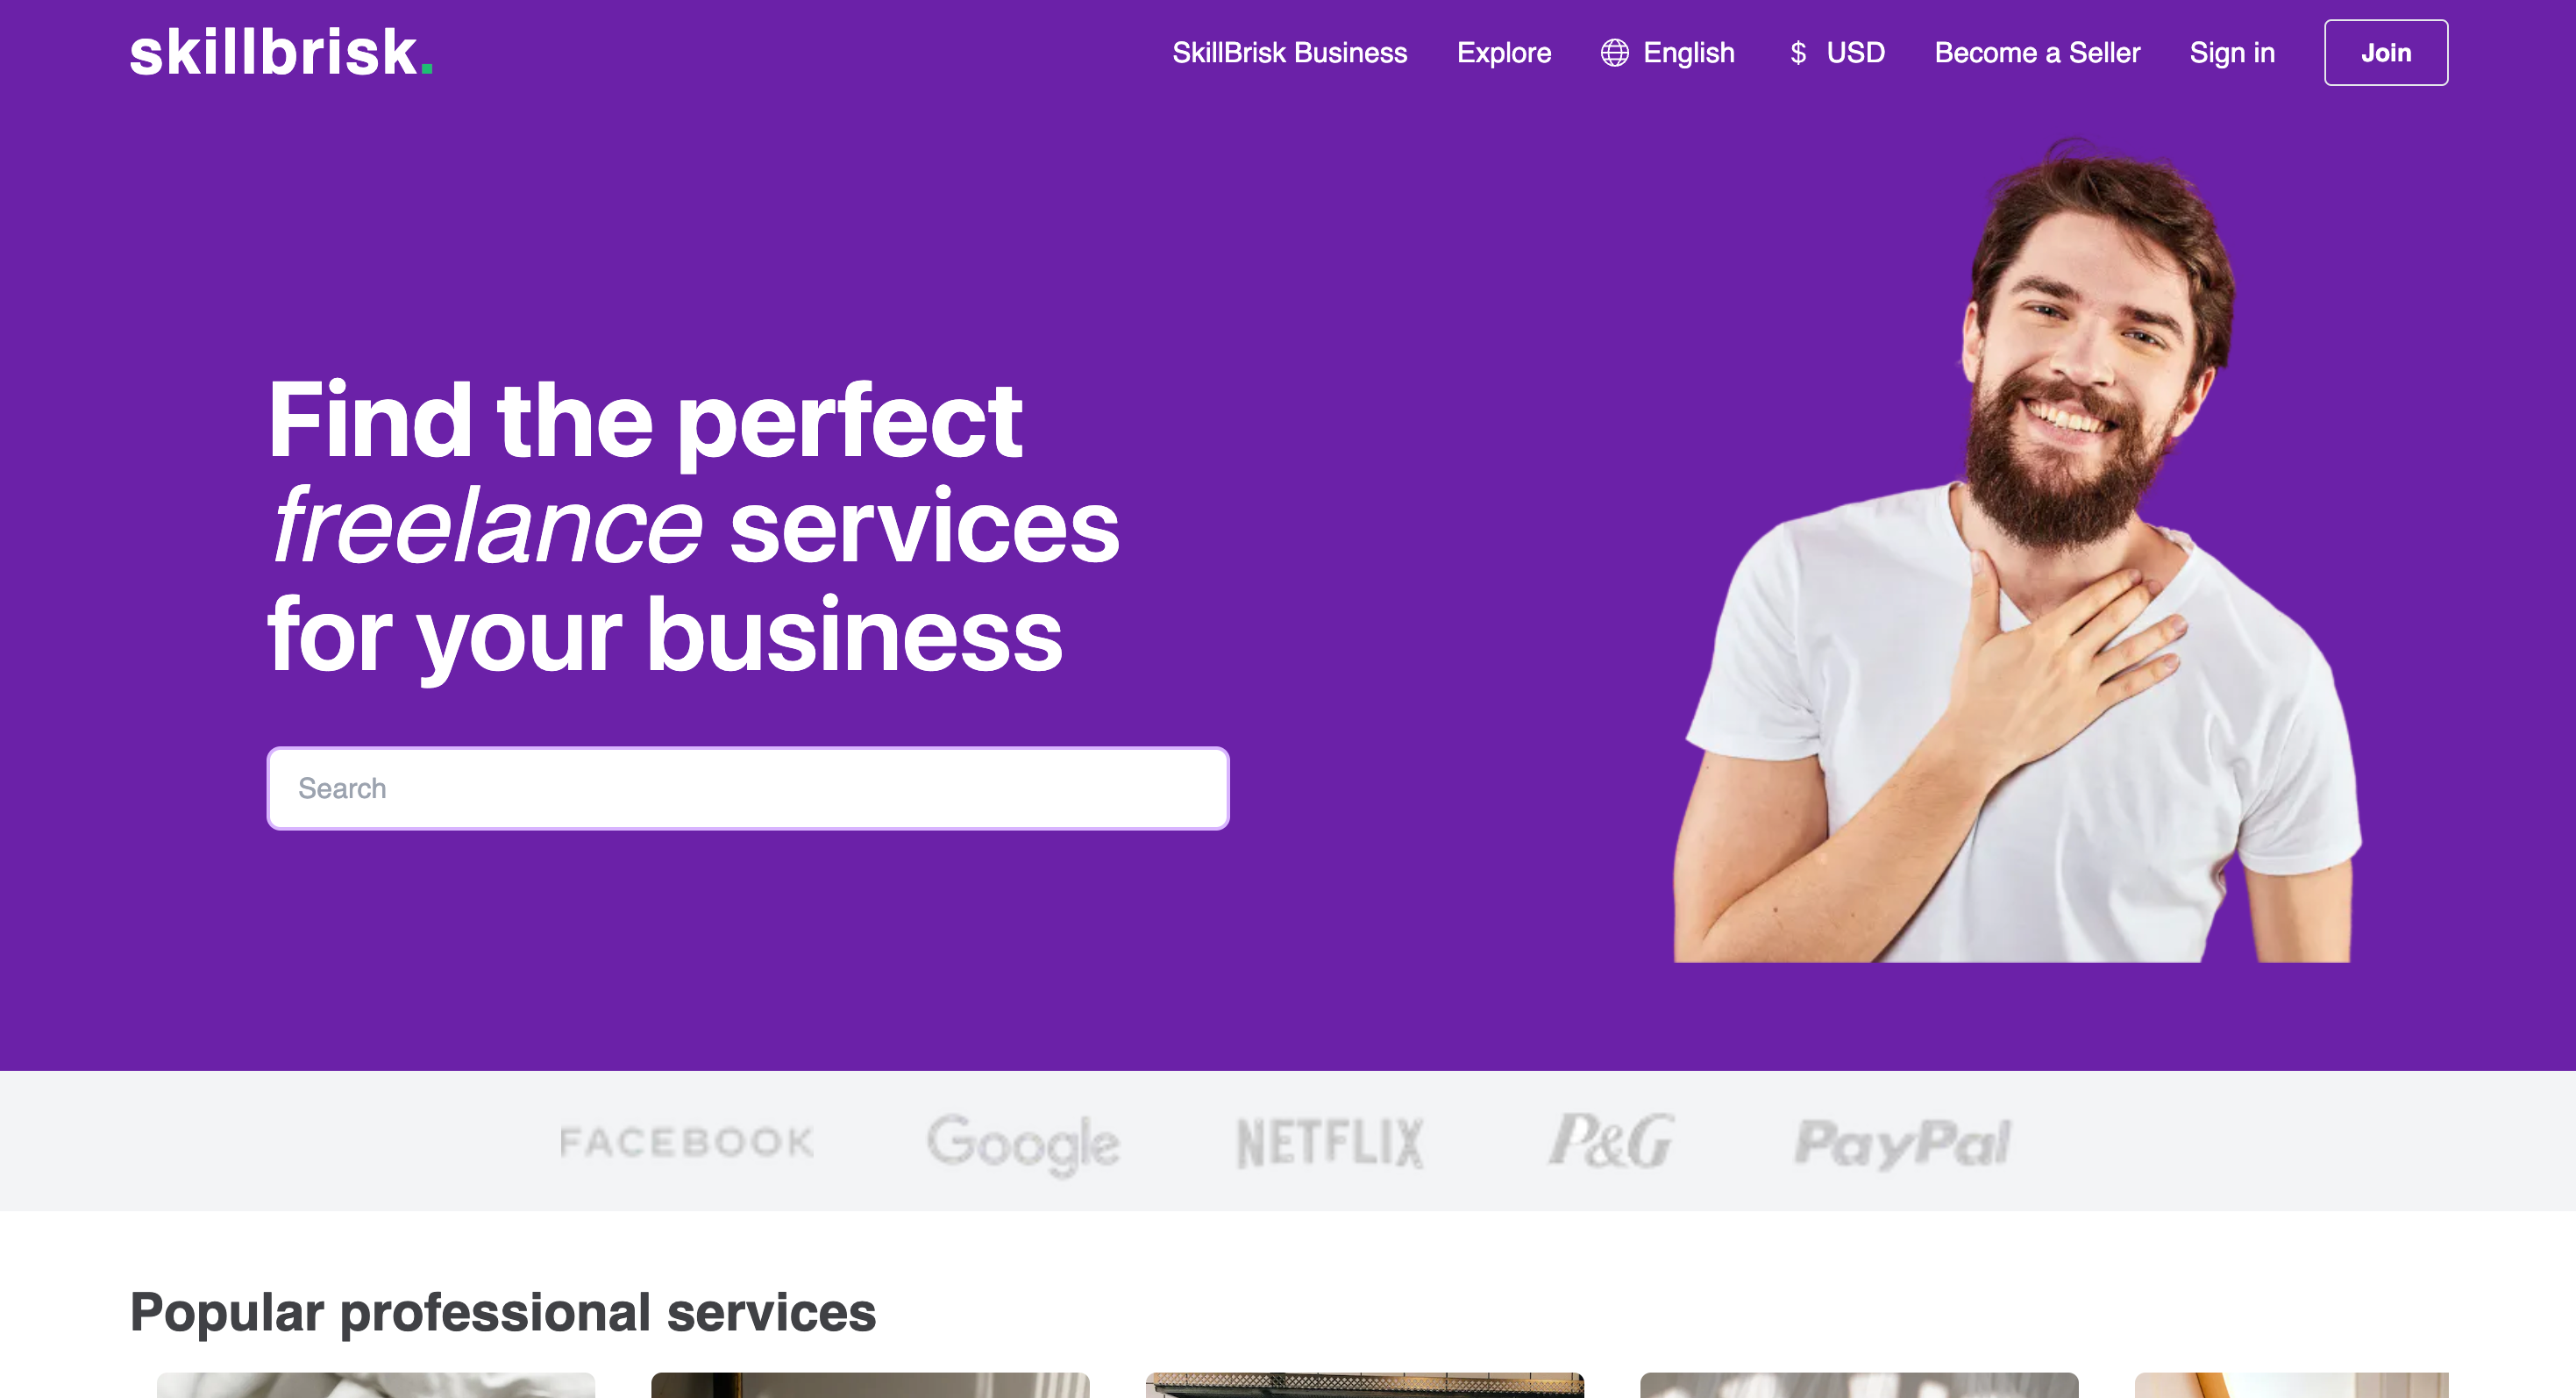 skillbrisk.
SkillBrisk Business Explore English $ USD Become a Seller Sign in Join
Find the perfect
freelance services
for your business
Search
FACEBOOK Google NETFLIX P&G PayPal
Popular professional services